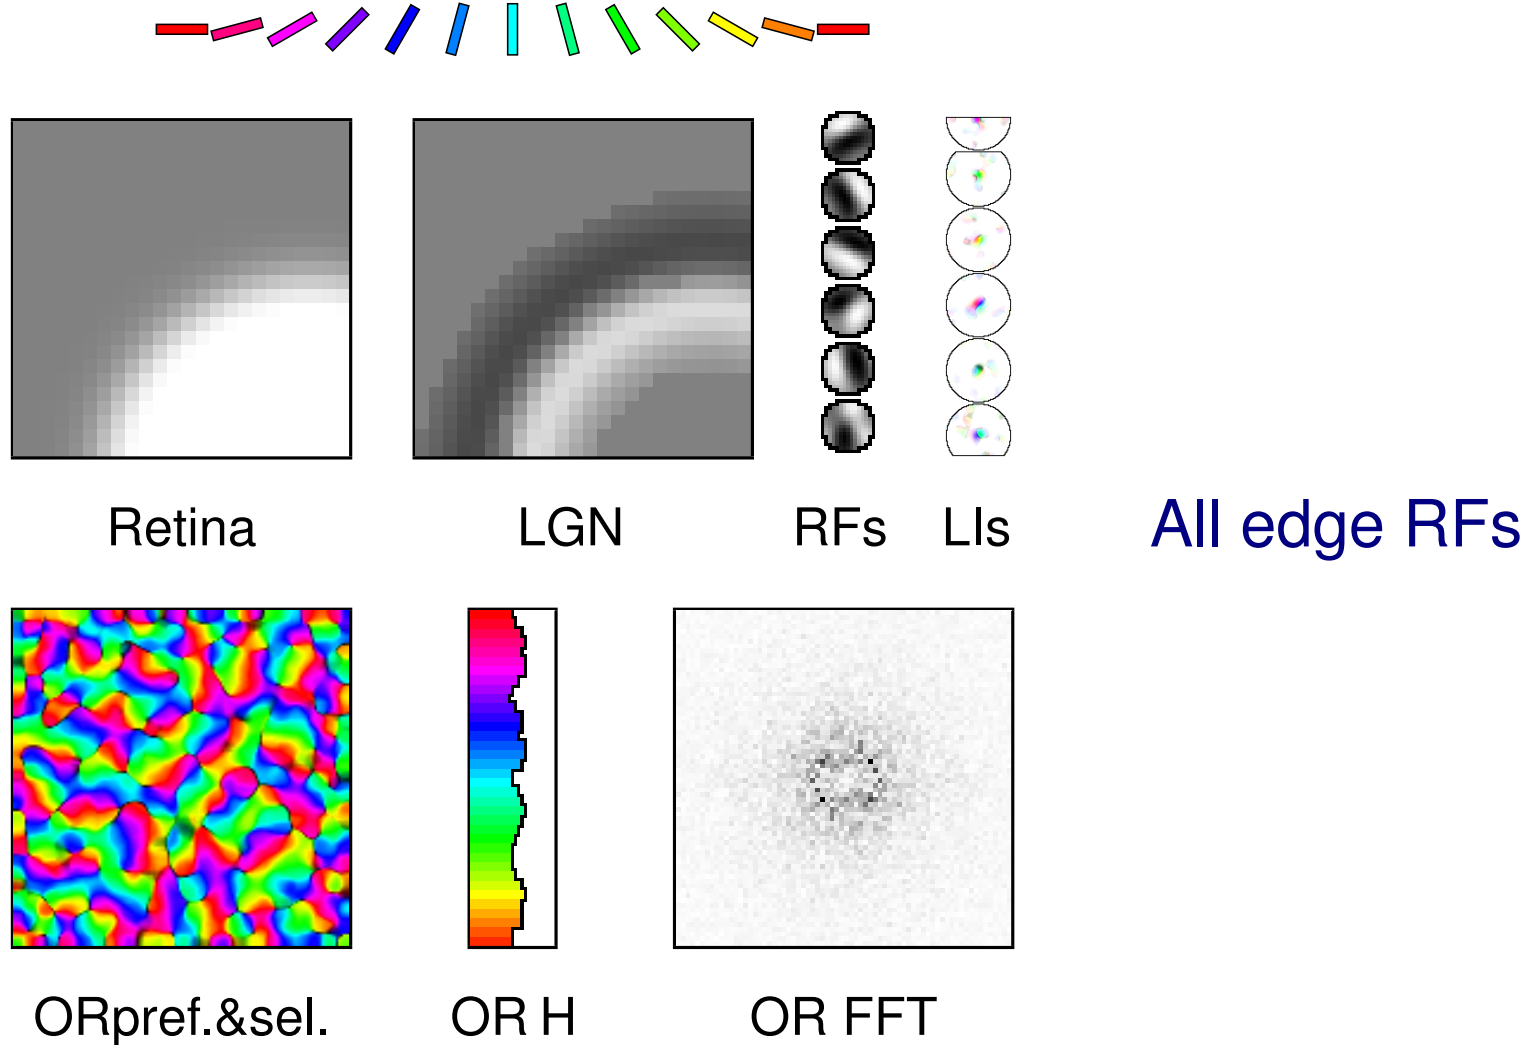 Retina
LGN
RFs
LIs
All edge RFs
ORpref.&sel.
OR H
OR FFT